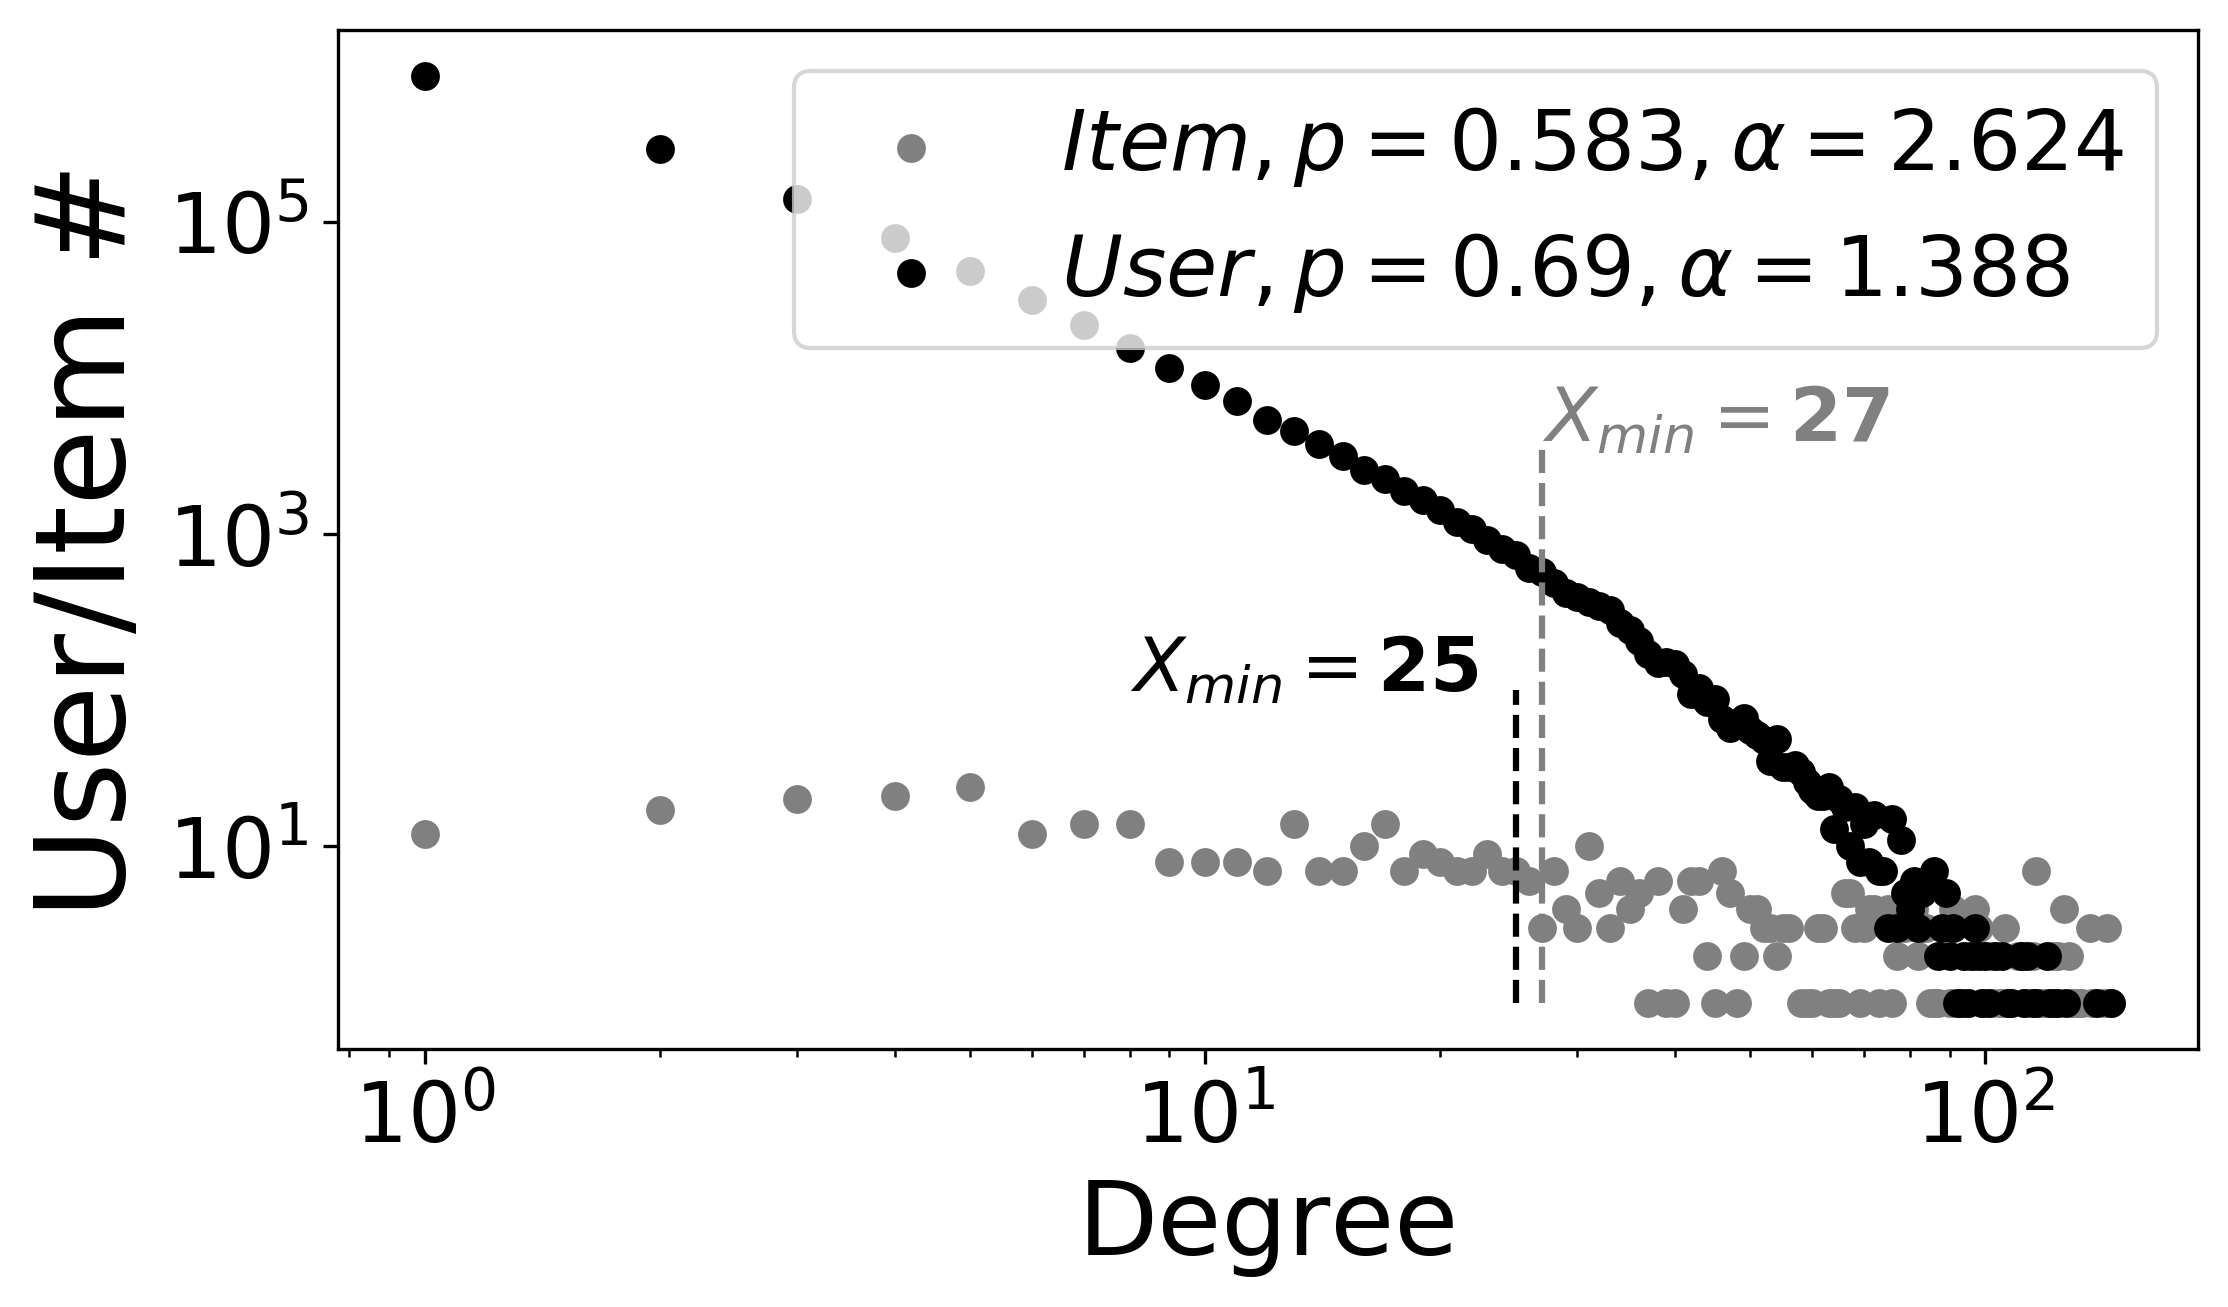 Item, p = 0.583, α = 2.624
User, p = 0.69, α = 1.388
User/Item #
10^5
10^3
10^1
X_min = 27
X_min = 25
10^0
10^1
10^2
Degree